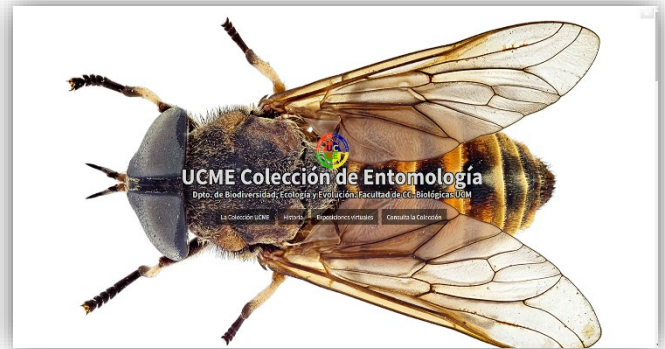 UCME Colección de Entomología
Dpto. de Biodiversidad, Ecología y Evolución. Facultad de CC. Biológicas UCM
La Colección UCME Historia Exposiciones virtuales Consulta la Colección